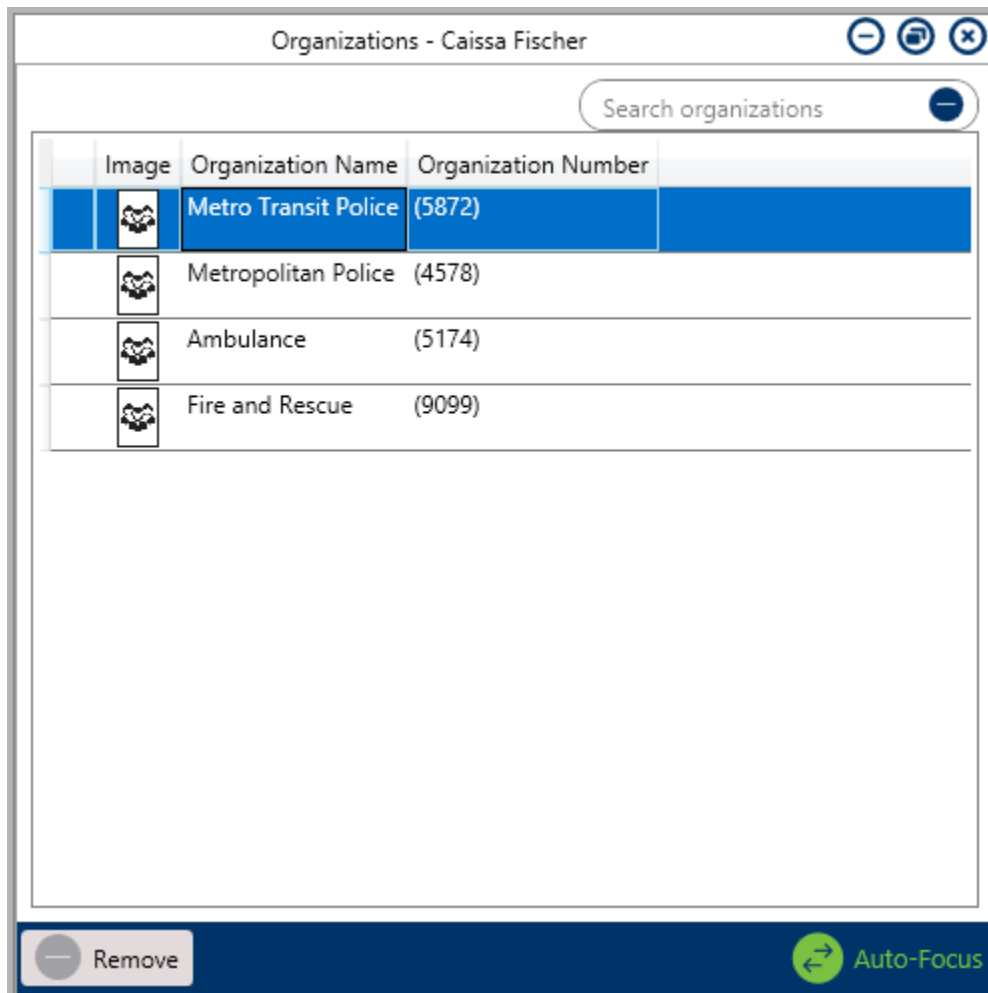 Organizations - Caissa Fischer
Search organizations
Image Organization Name Organization Number
Metro Transit Police (5872)
Metropolitan Police (4578)
Ambulance (5174)
Fire and Rescue (9099)
Remove Auto-Focus